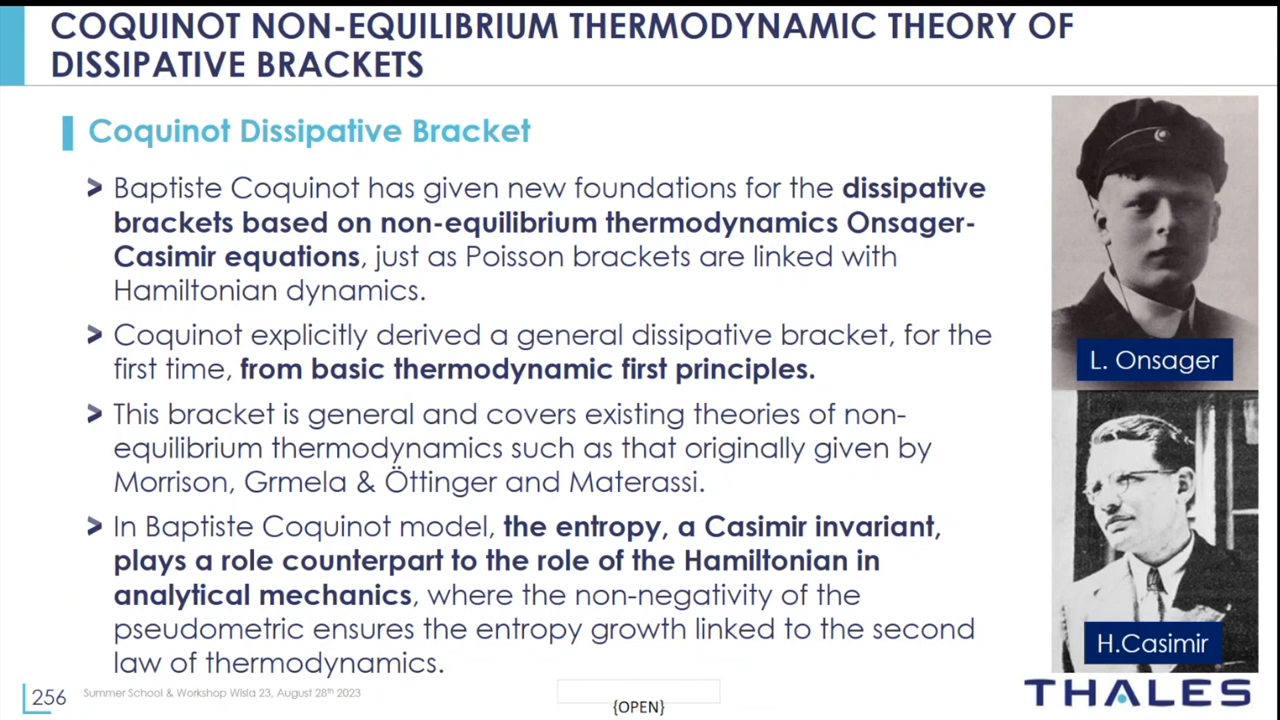 COQUINOT NON-EQUILIBRIUM THERMODYNAMIC THEORY OF
DISSIPATIVE BRACKETS
Coquinot Dissipative Bracket
Baptiste Coquinot has given new foundations for the dissipative
brackets based on non-equilibrium thermodynamics Onsager-
Casimir equations, just as Poisson brackets are linked with
Hamiltonian dynamics.
Coquinot explicitly derived a general dissipative bracket, for the
first time, from basic thermodynamic first principles.
This bracket is general and covers existing theories of non-
equilibrium thermodynamics such as that originally given by
Morrison, Grmela & Öttinger and Materassi.
In Baptiste Coquinot model, the entropy, a Casimir invariant,
plays a role counterpart to the role of the Hamiltonian in
analytical mechanics, where the non-negativity of the
pseudometric ensures the entropy growth linked to the second
law of thermodynamics.
L. Onsager
H.Casimir
256
Summer School & Workshop Wisla 23, August 28th 2023
{OPEN}
THALES